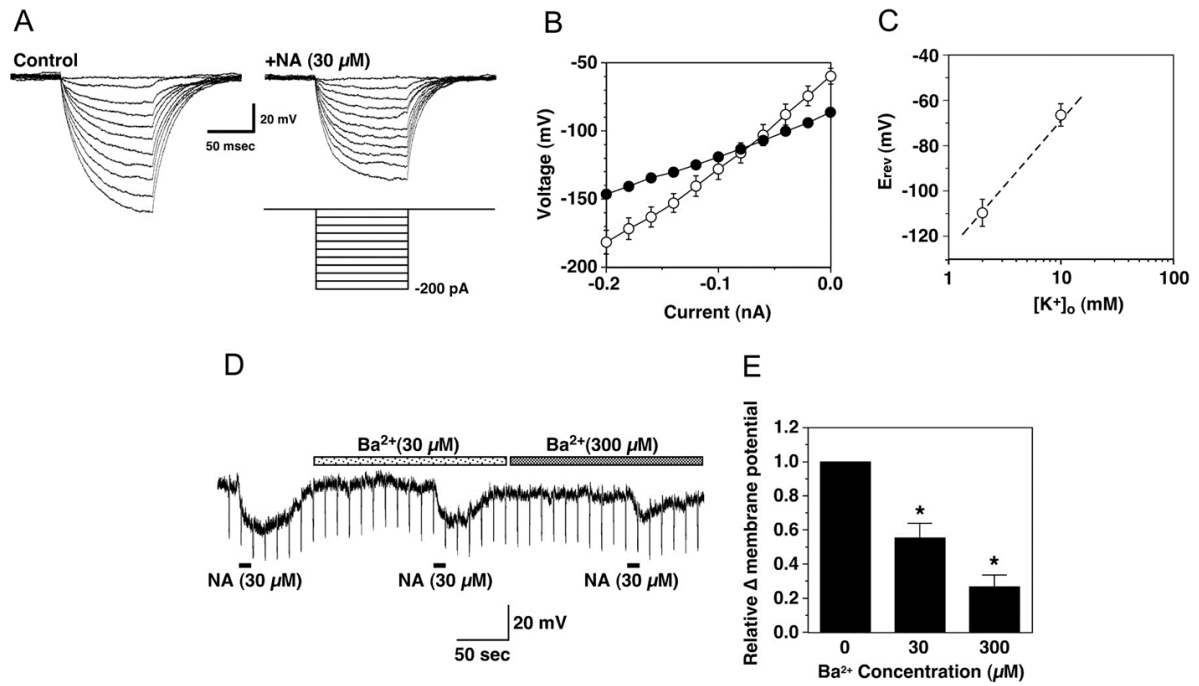 A
Control
+NA (30 µM)
20 mV
50 msec
-200 pA
B
-50
-100
-150
-200
Voltage (mV)
-0.2
-0.1
0.0
Current (nA)
C
-40
-60
-80
-100
-120
Erev (mV)
1
10
100
[K+]o (mM)
D
Ba2+(30 µM)
Ba2+(300 µM)
NA (30 µM)
NA (30 µM)
NA (30 µM)
20 mV
50 sec
E
1.2
1.0
0.8
0.6
0.4
0.2
0.0
Relative Δ membrane potential
*
*
0
30
300
Ba2+ Concentration (µM)